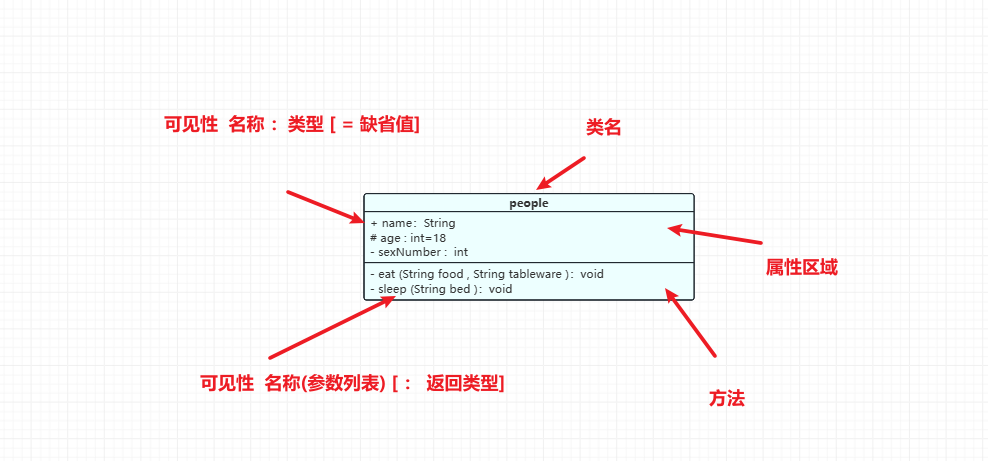 可见性 名称 : 类型 [ = 缺省值]
类名
people
+ name: String
# age : int=18
- sexNumber : int
属性区域
- eat (String food , String tableware ): void
- sleep (String bed ): void
可见性 名称(参数列表) [ : 返回类型]
方法